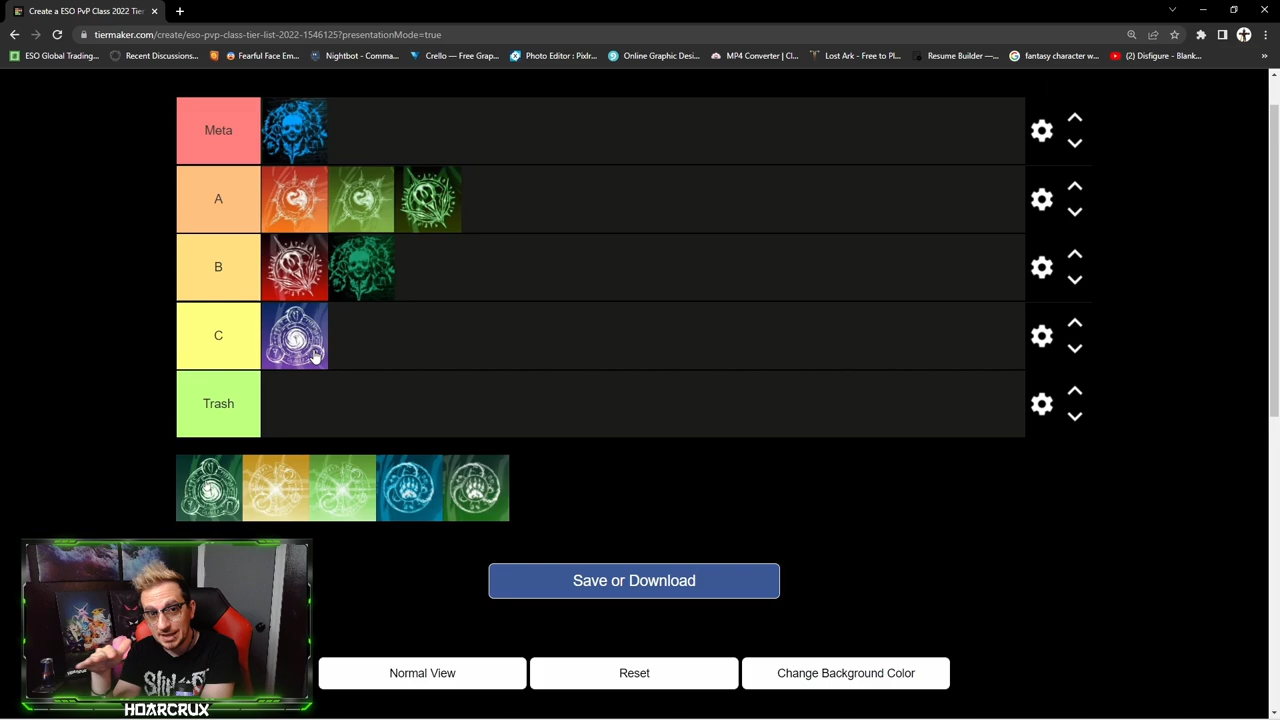 Create a ESO PvP Class 2022 Tie
tiermaker.com/create/eso-pvp-class-tier-list-2022-1546125?presentationMode=true
ESO Global Trading...
Recent Discussions...
Fearful Face Em...
Nightbot - Comma...
Crello — Free Grap...
Photo Editor : Pixlr...
Online Graphic Desi...
MP4 Converter | Cl...
Lost Ark - Free to Pl...
Resume Builder —...
fantasy character w...
(2) Disfigure - Blank...
Meta
A
B
C
Trash
Save or Download
Normal View
Reset
Change Background Color
HOARCRUX